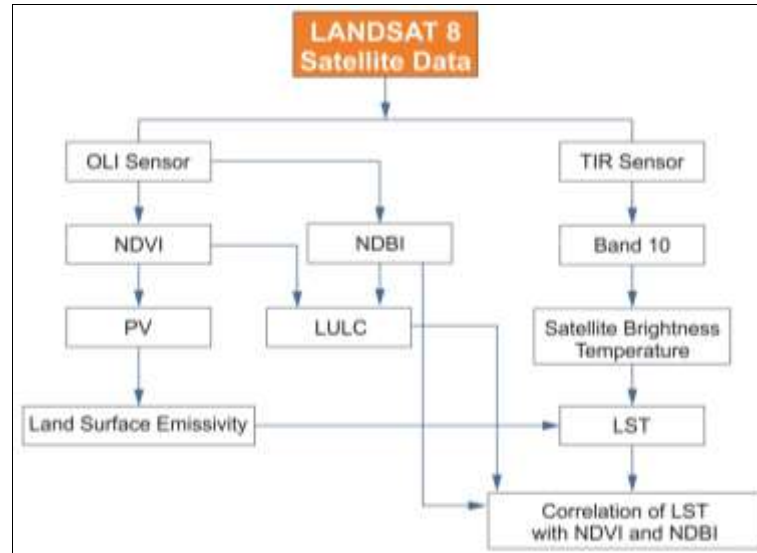 LANDSAT 8
Satellite Data
OLI Sensor
TIR Sensor
NDVI
NDBI
Band 10
PV
LULC
Satellite Brightness
Temperature
Land Surface Emissivity
LST
Correlation of LST
with NDVI and NDBI